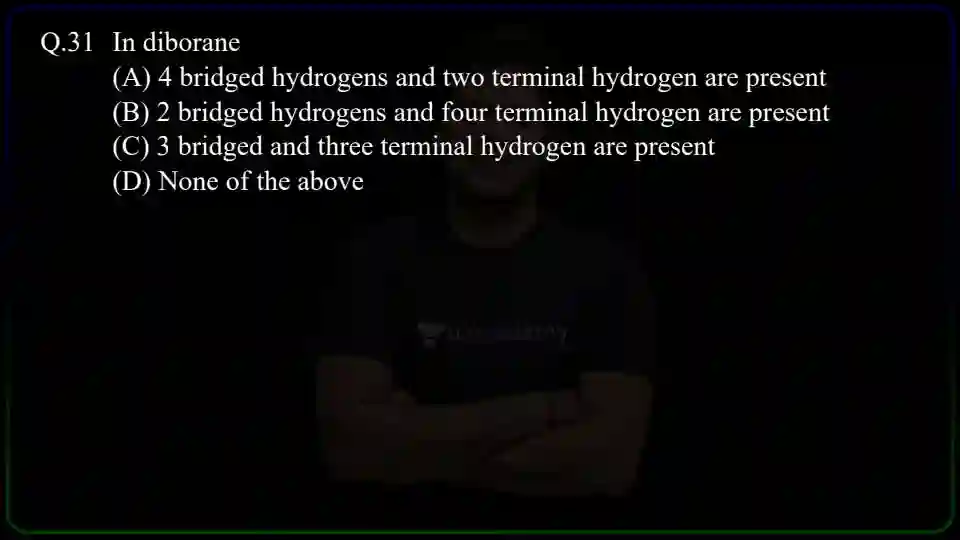 Q.31 In diborane
(A) 4 bridged hydrogens and two terminal hydrogen are present
(B) 2 bridged hydrogens and four terminal hydrogen are present
(C) 3 bridged and three terminal hydrogen are present
(D) None of the above